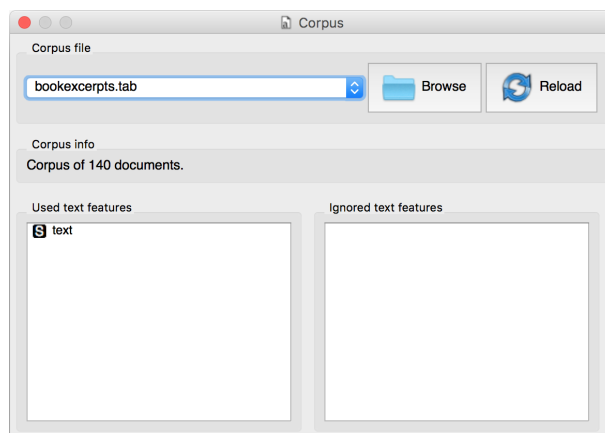 Corpus
Corpus file
bookexcerpts.tab
Browse
Reload
Corpus info
Corpus of 140 documents.
Used text features
Ignored text features
S text